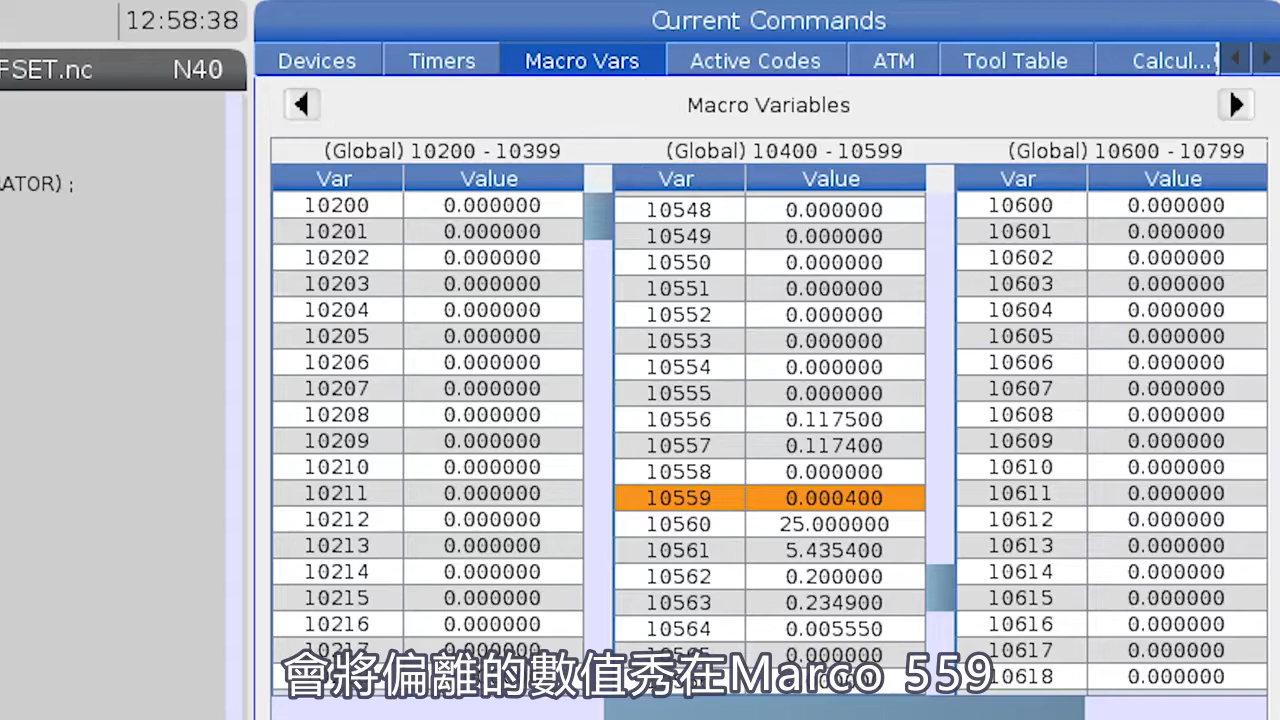 12:58:38
Current Commands
FSET.nc N40
Devices Timers Macro Vars Active Codes ATM Tool Table Calcul...
Macro Variables
ATOR) ;
(Global) 10200 - 10399 (Global) 10400 - 10599 (Global) 10600 - 10799
Var Value Var Value Var Value
10200 0.000000 10548 0.000000 10600 0.000000
10201 0.000000 10549 0.000000 10601 0.000000
10202 0.000000 10550 0.000000 10602 0.000000
10203 0.000000 10551 0.000000 10603 0.000000
10204 0.000000 10552 0.000000 10604 0.000000
10205 0.000000 10553 0.000000 10605 0.000000
10206 0.000000 10554 0.000000 10606 0.000000
10207 0.000000 10555 0.000000 10607 0.000000
10208 0.000000 10556 0.117500 10608 0.000000
10209 0.000000 10557 0.117400 10609 0.000000
10210 0.000000 10558 0.000000 10610 0.000000
10211 0.000000 10559 0.000400 10611 0.000000
10212 0.000000 10560 25.000000 10612 0.000000
10213 0.000000 10561 5.435400 10613 0.000000
10214 0.000000 10562 0.200000 10614 0.000000
10215 0.000000 10563 0.234900 10615 0.000000
10216 0.000000 10564 0.005550 10616 0.000000
10617 0.000000
0.000000
會將偏離的數值秀在Marco 559